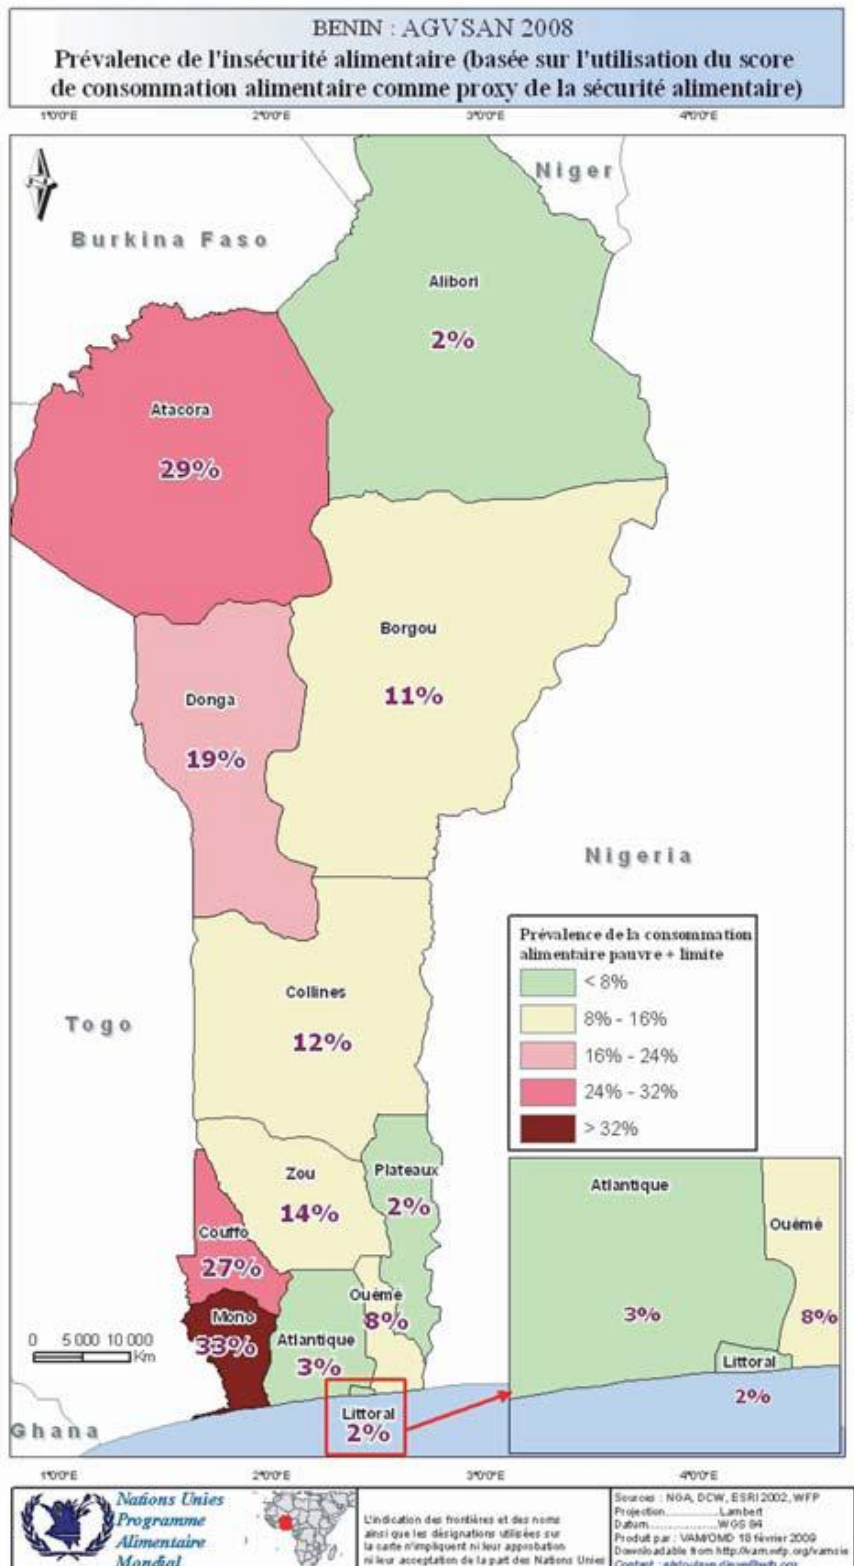 BENIN : AGVSAN 2008
Prévalence de l'insécurité alimentaire (basée sur l'utilisation du score
de consommation alimentaire comme proxy de la sécurité alimentaire)
1°0'0"E 2°0'0"E 3°0'0"E 4°0'0"E
Niger
Burkina Faso
Alibori
2%
Atacora
29%
Borgou
11%
Donga
19%
Nigeria
Prévalence de la consommation
alimentaire pauvre + limite
< 8%
8% - 16%
16% - 24%
24% - 32%
> 32%
Collines
12%
Togo
Zou
14%
Plateaux
2%
Couffo
27%
Ouémé
8%
Mono
33%
Atlantique
3%
0 5 000 10 000
Km
Littoral
2%
Ghana
Atlantique
3%
Ouémé
8%
Littoral
2%
1°0'0"E 2°0'0"E 3°0'0"E 4°0'0"E
Nations Unies
Programme
Alimentaire
Mondial
L'indication des frontières et des noms
ainsi que les désignations utilisées sur
la carte n'impliquent ni leur approbation
ni leur acceptation de la part des Nations Unies
Sources : NGA, DCW, ESRI2002, WFP
Projection..............Lambert
Datum..................WGS 84
Produit par : VAM/OMD 18 février 2009
Downloadable from http://vam.wfp.org/vamsie
Contact :